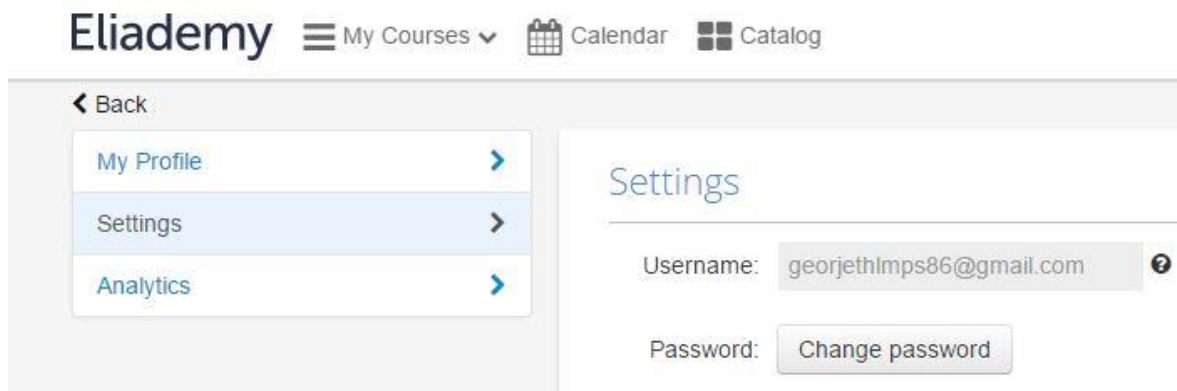 Eliademy My Courses Calendar Catalog
Back
My Profile
Settings
Analytics
Settings
Username: georjethlmps86@gmail.com
Password: Change password